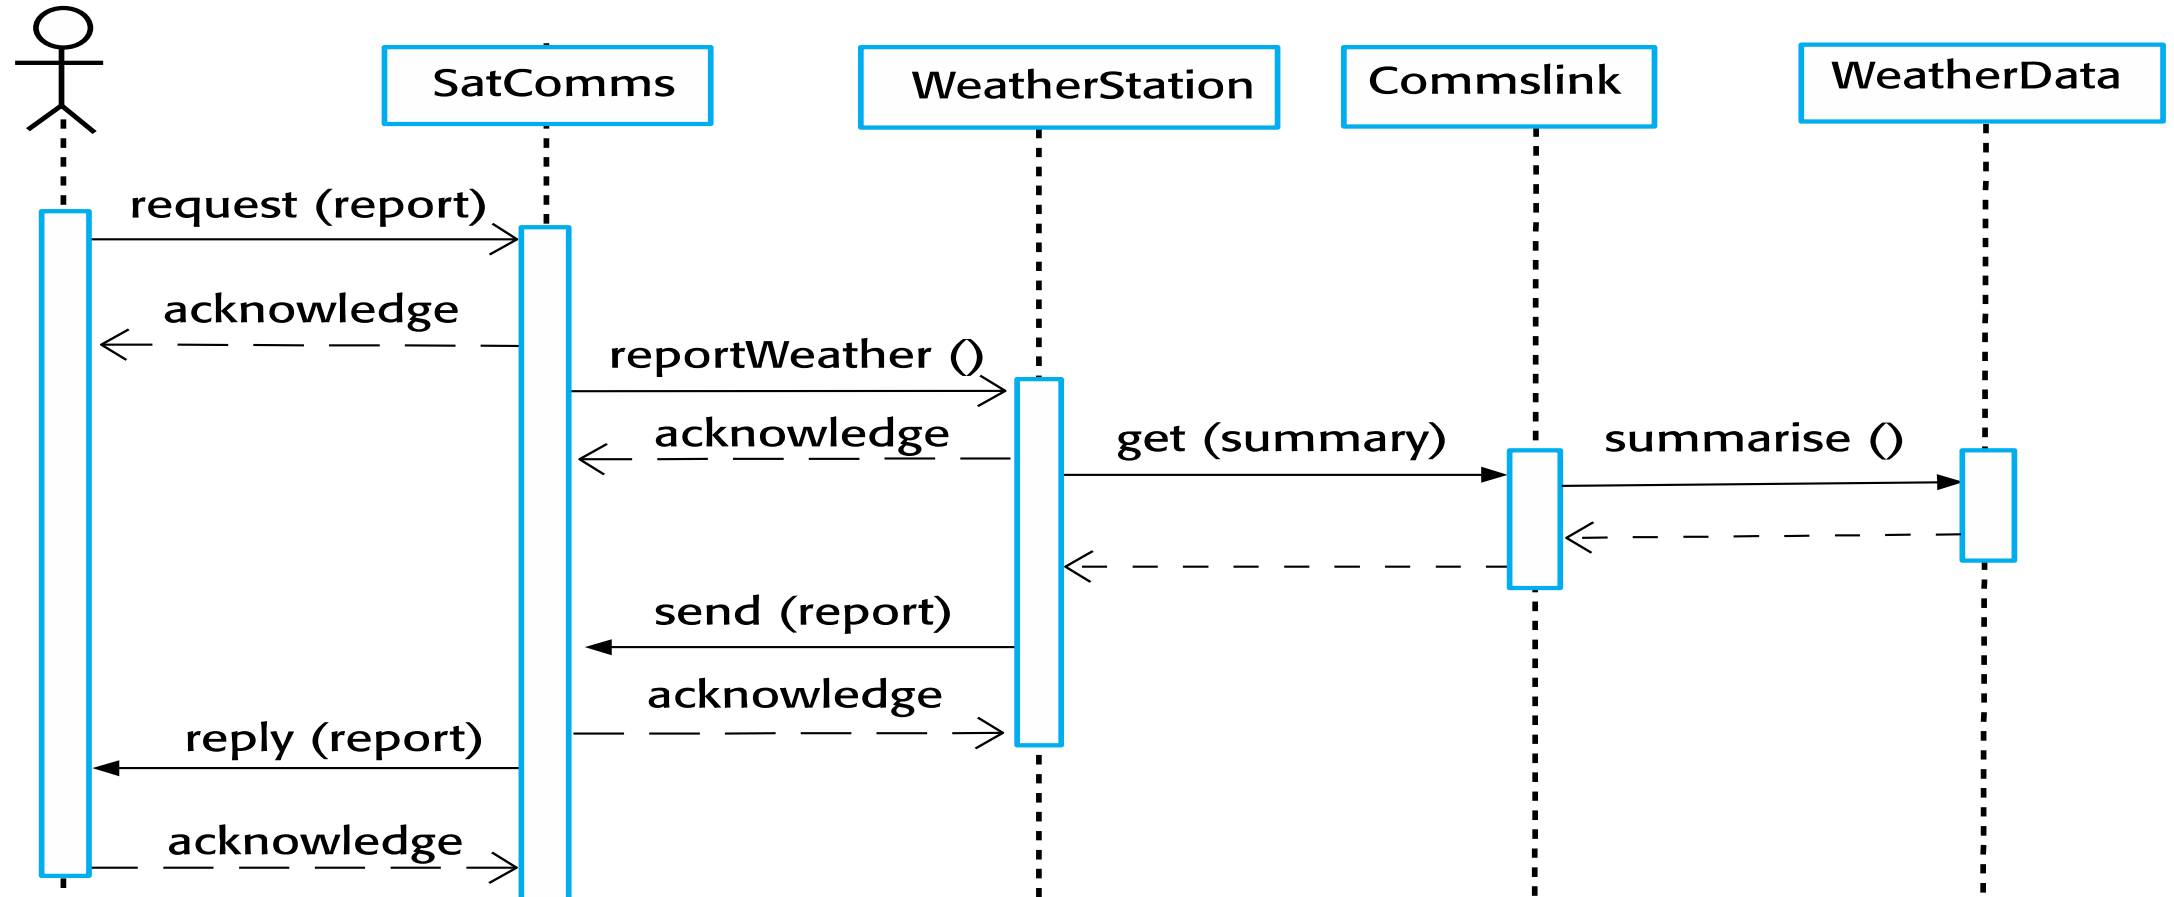 SatComms
WeatherStation
Commslink
WeatherData
request (report)
acknowledge
reportWeather ()
acknowledge
get (summary)
summarise ()
send (report)
acknowledge
reply (report)
acknowledge